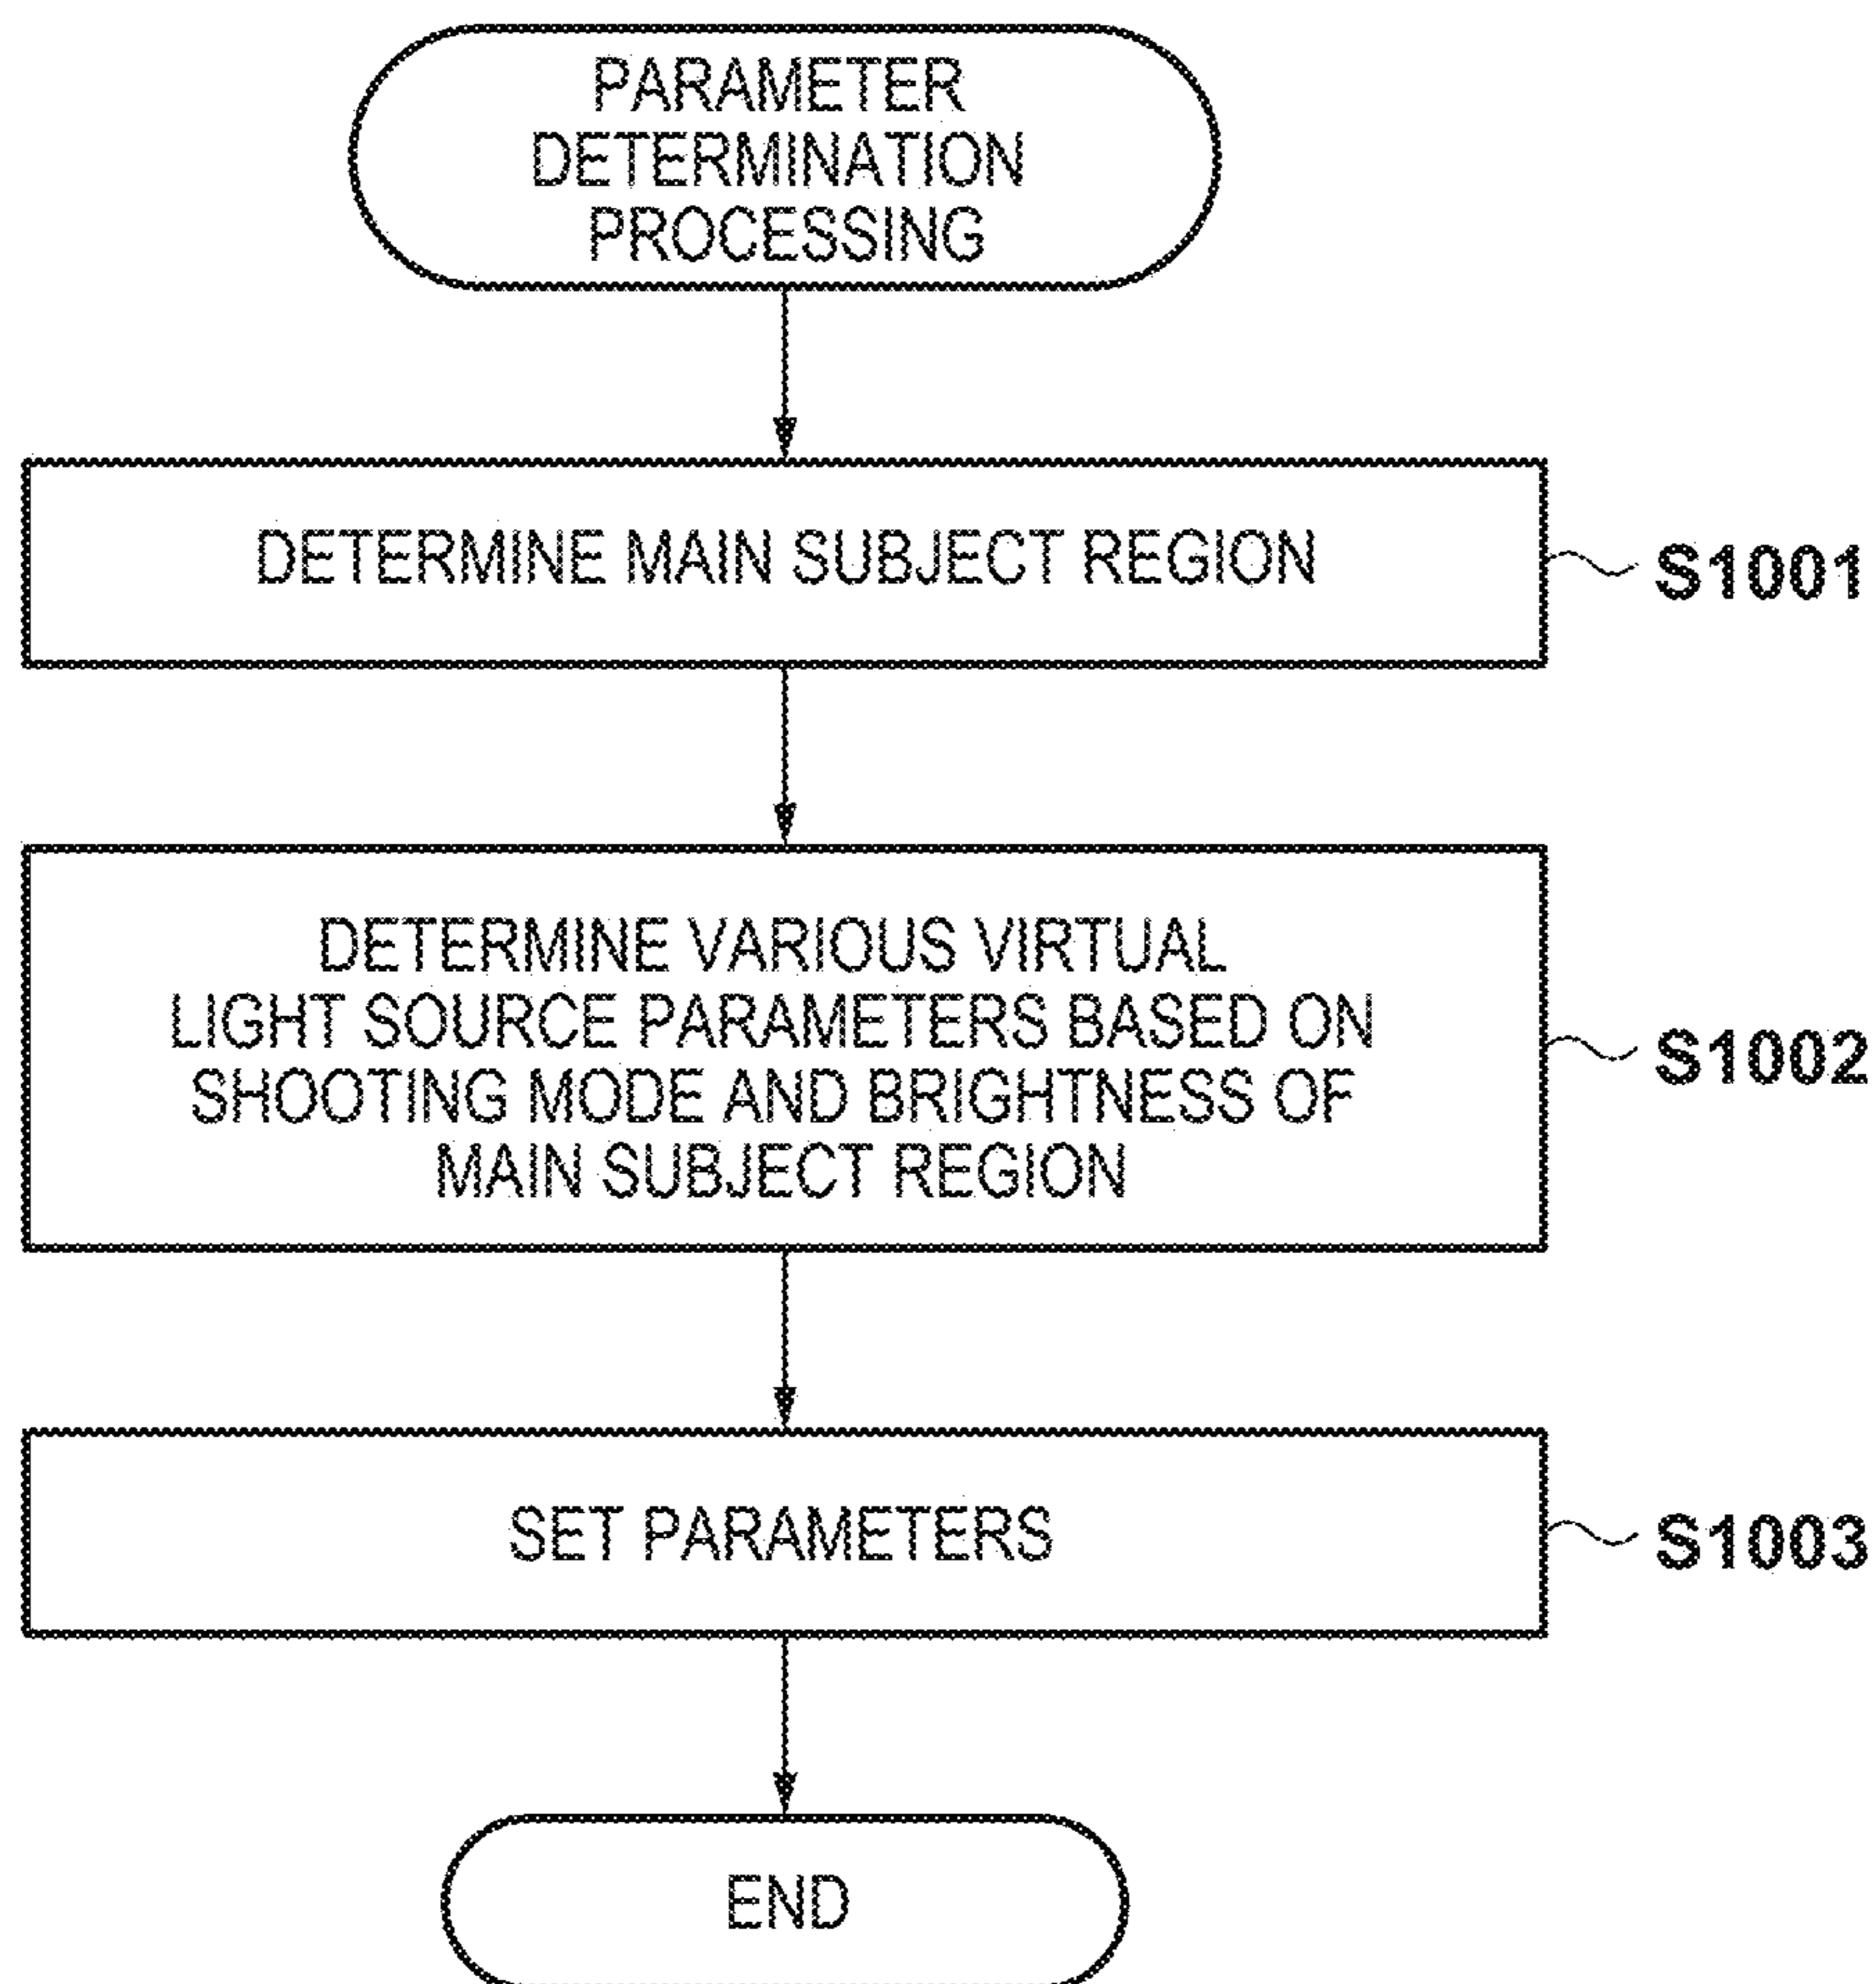 PARAMETER
DETERMINATION
PROCESSING
DETERMINE MAIN SUBJECT REGION
S1001
DETERMINE VARIOUS VIRTUAL
LIGHT SOURCE PARAMETERS BASED ON
SHOOTING MODE AND BRIGHTNESS OF
MAIN SUBJECT REGION
S1002
SET PARAMETERS
S1003
END